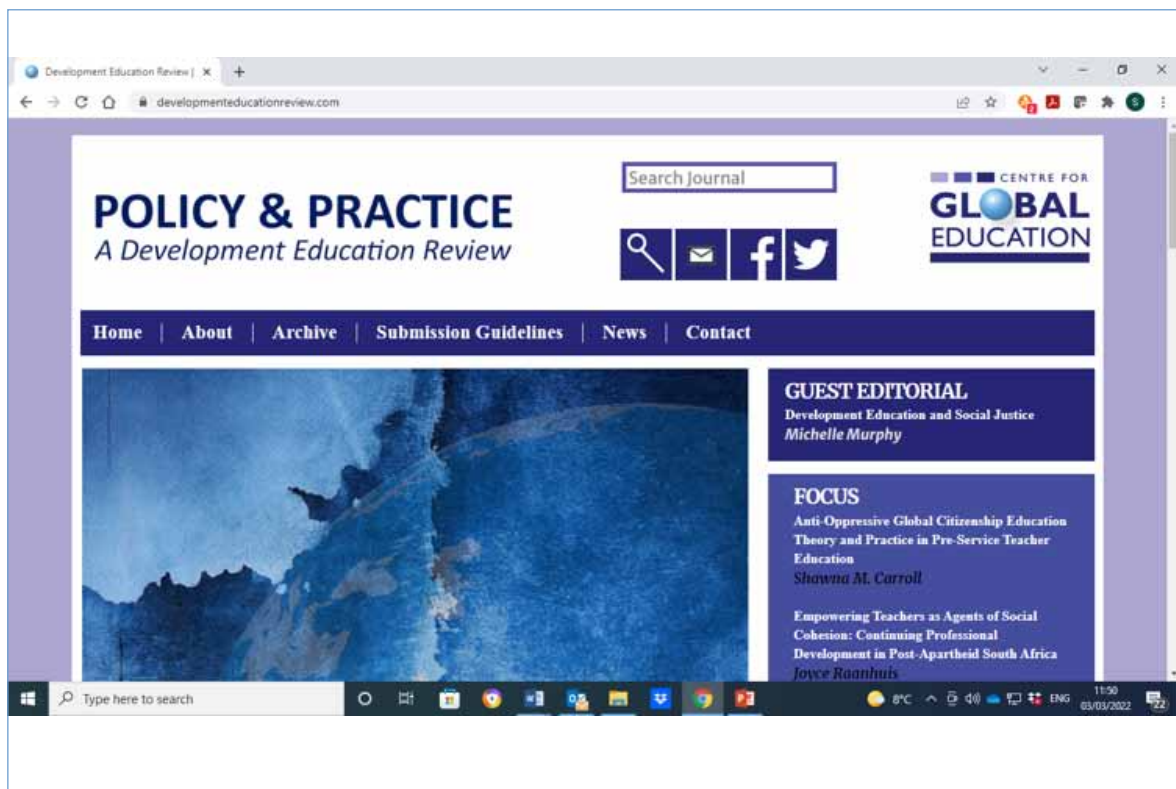 Development Education Review |
developmenteducationreview.com
POLICY & PRACTICE
A Development Education Review
Search Journal
CENTRE FOR
GLOBAL
EDUCATION
Home | About | Archive | Submission Guidelines | News | Contact
GUEST EDITORIAL
Development Education and Social Justice
Michelle Murphy
FOCUS
Anti-Oppressive Global Citizenship Education
Theory and Practice in Pre-Service Teacher
Education
Shawna M. Carroll
Empowering Teachers as Agents of Social
Cohesion: Continuing Professional
Development in Post-Apartheid South Africa
Joyce Raanhuis
Type here to search
8°C ENG 11:50
03/03/2022
22